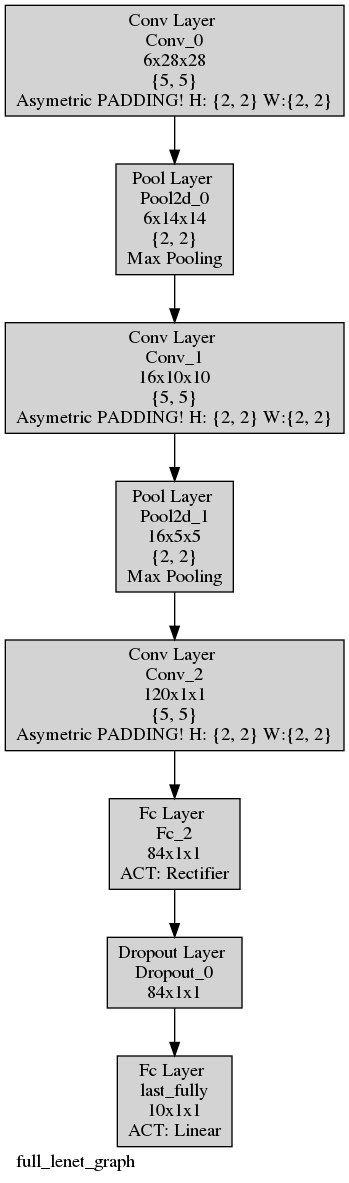 Conv Layer
Conv_0
6x28x28
{5, 5}
Asymetric PADDING! H: {2, 2} W:{2, 2}
Pool Layer
Pool2d_0
6x14x14
{2, 2}
Max Pooling
Conv Layer
Conv_1
16x10x10
{5, 5}
Asymetric PADDING! H: {2, 2} W:{2, 2}
Pool Layer
Pool2d_1
16x5x5
{2, 2}
Max Pooling
Conv Layer
Conv_2
120x1x1
{5, 5}
Asymetric PADDING! H: {2, 2} W:{2, 2}
Fc Layer
Fc_2
84x1x1
ACT: Rectifier
Dropout Layer
Dropout_0
84x1x1
Fc Layer
last_fully
10x1x1
ACT: Linear
full_lenet_graph